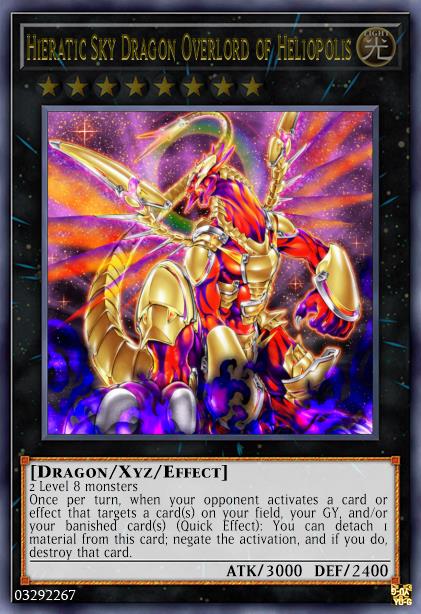 Hieratic Sky Dragon Overlord of Heliopolis
LIGHT
光
[Dragon/Xyz/Effect]
2 Level 8 monsters
Once per turn, when your opponent activates a card or
effect that targets a card(s) on your field, your GY, and/or
your banished card(s) (Quick Effect): You can detach 1
material from this card; negate the activation, and if you do,
destroy that card.
ATK/3000 DEF/2400
03292267